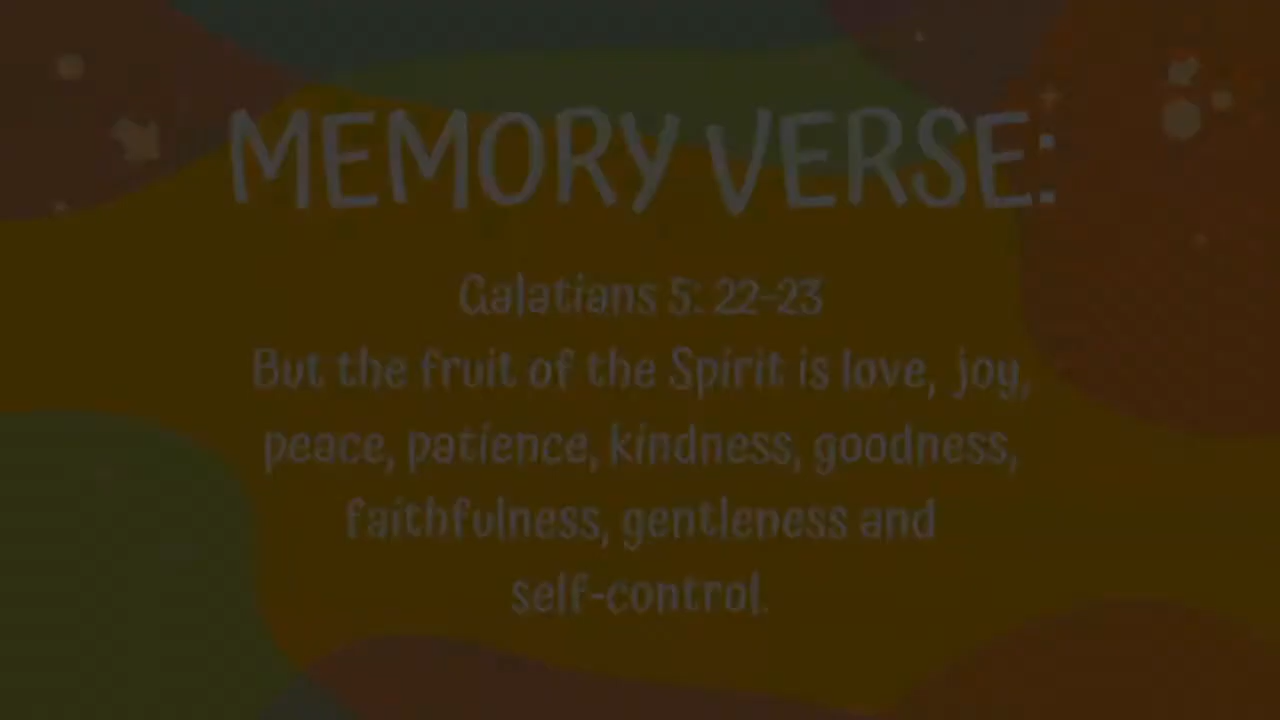 MEMORY VERSE:
Galatians 5: 22-23
But the fruit of the Spirit is love, joy,
peace, patience, kindness, goodness,
faithfulness, gentleness and
self-control.